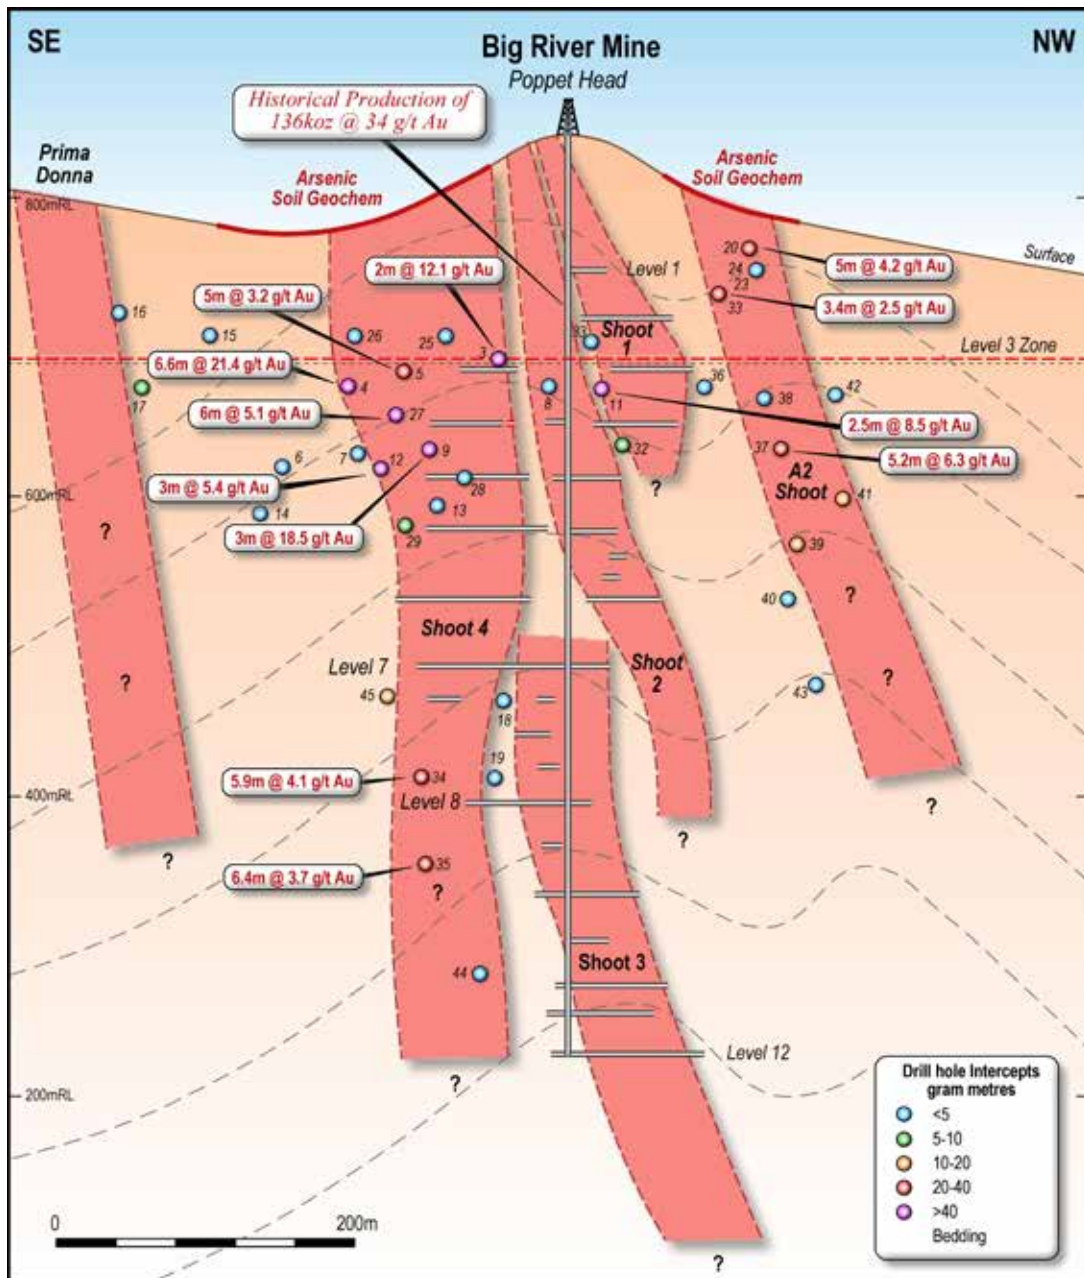 SE
Big River Mine
NW
Poppet Head
Historical Production of
136koz @ 34 g/t Au
Prima
Donna
Arsenic
Soil Geochem
Arsenic
Soil Geochem
800mRL
Surface
20
5m @ 4.2 g/t Au
24
23
3.4m @ 2.5 g/t Au
33
2m @ 12.1 g/t Au
Level 1
5m @ 3.2 g/t Au
16
15
26
25
33
Shoot
1
Level 3 Zone
3
6.6m @ 21.4 g/t Au
4
5
17
8
11
36
38
42
6m @ 5.1 g/t Au
27
2.5m @ 8.5 g/t Au
9
32
37
5.2m @ 6.3 g/t Au
6
7
12
A2
Shoot
3m @ 5.4 g/t Au
28
?
600mRL
41
14
13
?
3m @ 18.5 g/t Au
29
39
40
?
Shoot 4
Shoot
2
Level 7
?
?
45
18
43
19
5.9m @ 4.1 g/t Au
34
400mRL
Level 8
?
?
?
6.4m @ 3.7 g/t Au
35
?
44
Shoot 3
Level 12
?
200mRL
Drill hole Intercepts
gram metres
<5
5-10
10-20
20-40
>40
Bedding
0
200m
?